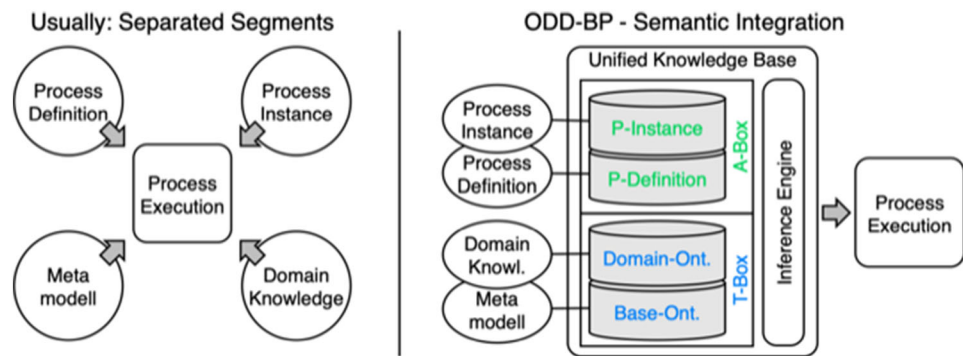 Usually: Separated Segments
Process
Definition
Process
Instance
Process
Execution
Meta
modell
Domain
Knowledge
ODD-BP - Semantic Integration
Unified Knowledge Base
Process
Instance
Process
Definition
Domain
Knowl.
Meta
modell
P-Instance
P-Definition
A-Box
Domain-Ont.
Base-Ont.
T-Box
Inference Engine
Process
Execution